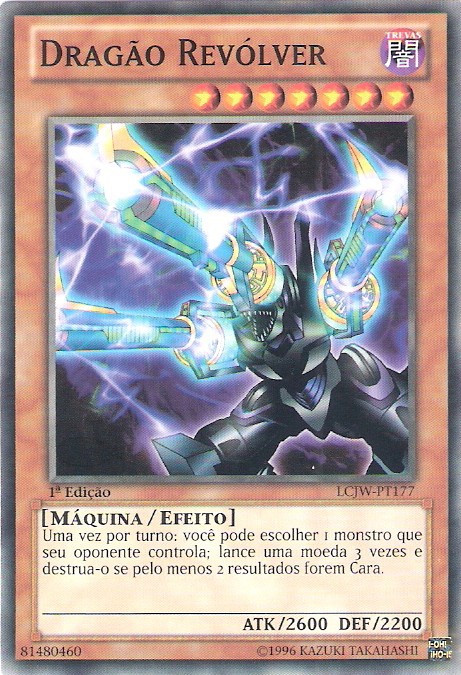 DRAGÃO REVÓLVER
TREVAS
闇
1ª Edição
LCJW-PT177
[MÁQUINA / EFEITO]
Uma vez por turno: você pode escolher 1 monstro que
seu oponente controla; lance uma moeda 3 vezes e
destrua-o se pelo menos 2 resultados forem Cara.
ATK/2600 DEF/2200
81480460
©1996 KAZUKI TAKAHASHI